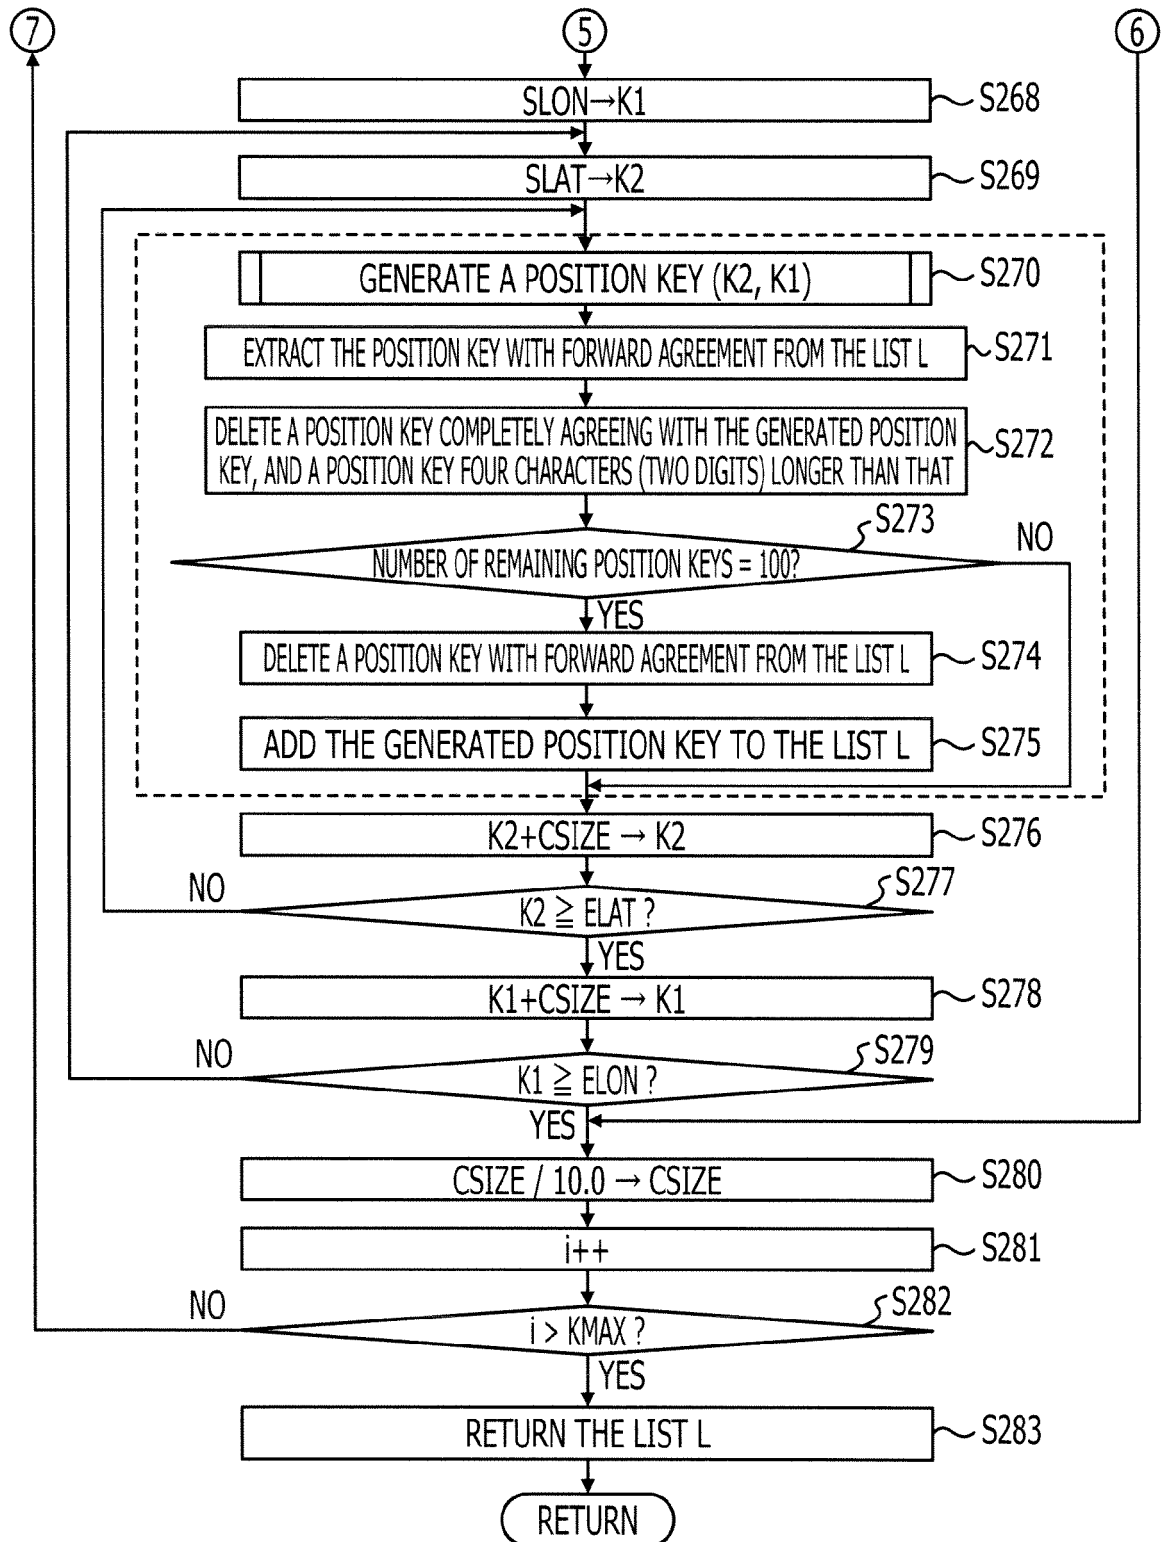 7
5
6
SLON→K1
S268
SLAT→K2
S269
GENERATE A POSITION KEY (K2, K1)
S270
EXTRACT THE POSITION KEY WITH FORWARD AGREEMENT FROM THE LIST L
S271
DELETE A POSITION KEY COMPLETELY AGREEING WITH THE GENERATED POSITION
KEY, AND A POSITION KEY FOUR CHARACTERS (TWO DIGITS) LONGER THAN THAT
S272
S273
NUMBER OF REMAINING POSITION KEYS = 100?
NO
YES
DELETE A POSITION KEY WITH FORWARD AGREEMENT FROM THE LIST L
S274
ADD THE GENERATED POSITION KEY TO THE LIST L
S275
K2+CSIZE → K2
S276
NO
S277
K2 ≧ ELAT ?
YES
K1+CSIZE → K1
S278
NO
S279
K1 ≧ ELON ?
YES
CSIZE / 10.0 → CSIZE
S280
i++
S281
NO
S282
i > KMAX ?
YES
RETURN THE LIST L
S283
RETURN